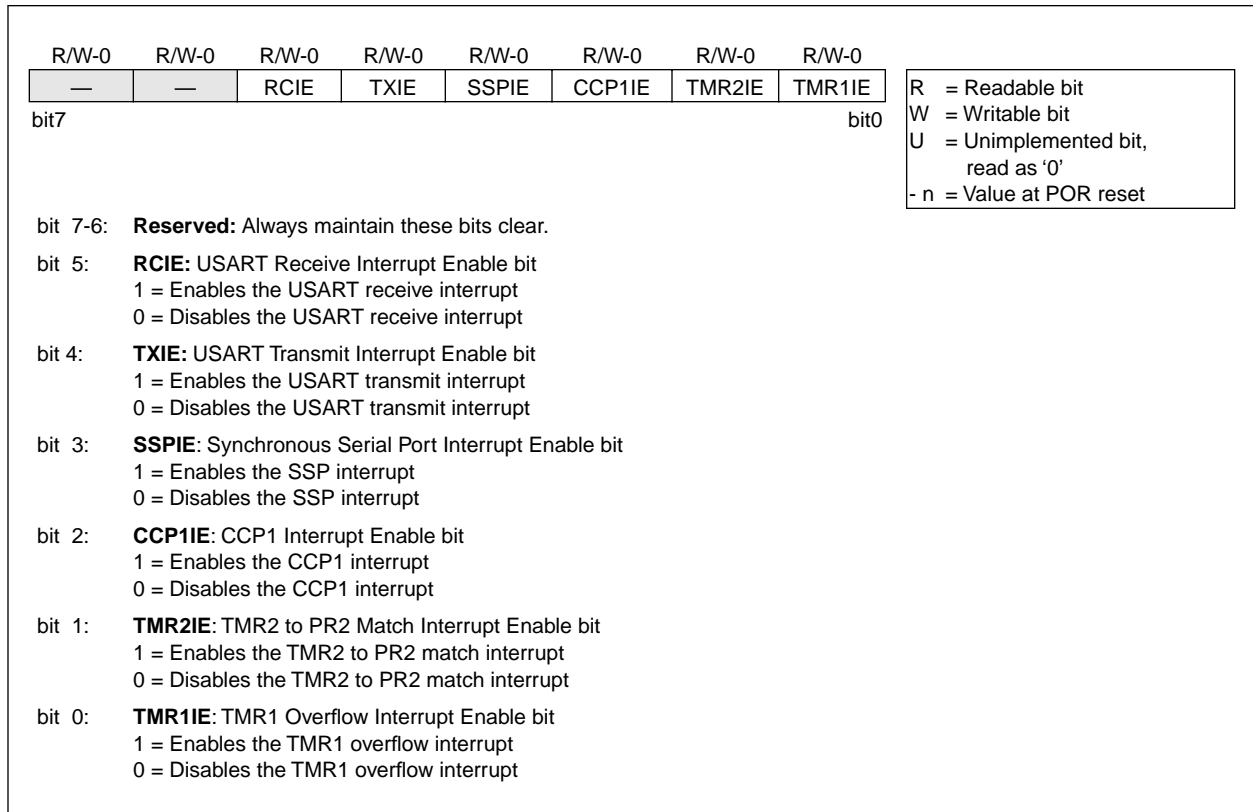 R/W-0 R/W-0 R/W-0 R/W-0 R/W-0 R/W-0 R/W-0 R/W-0
— — RCIE TXIE SSPIE CCP1IE TMR2IE TMR1IE
bit7 bit0
R = Readable bit
W = Writable bit
U = Unimplemented bit,
read as ‘0’
- n = Value at POR reset
bit 7-6: Reserved: Always maintain these bits clear.
bit 5: RCIE: USART Receive Interrupt Enable bit
1 = Enables the USART receive interrupt
0 = Disables the USART receive interrupt
bit 4: TXIE: USART Transmit Interrupt Enable bit
1 = Enables the USART transmit interrupt
0 = Disables the USART transmit interrupt
bit 3: SSPIE: Synchronous Serial Port Interrupt Enable bit
1 = Enables the SSP interrupt
0 = Disables the SSP interrupt
bit 2: CCP1IE: CCP1 Interrupt Enable bit
1 = Enables the CCP1 interrupt
0 = Disables the CCP1 interrupt
bit 1: TMR2IE: TMR2 to PR2 Match Interrupt Enable bit
1 = Enables the TMR2 to PR2 match interrupt
0 = Disables the TMR2 to PR2 match interrupt
bit 0: TMR1IE: TMR1 Overflow Interrupt Enable bit
1 = Enables the TMR1 overflow interrupt
0 = Disables the TMR1 overflow interrupt